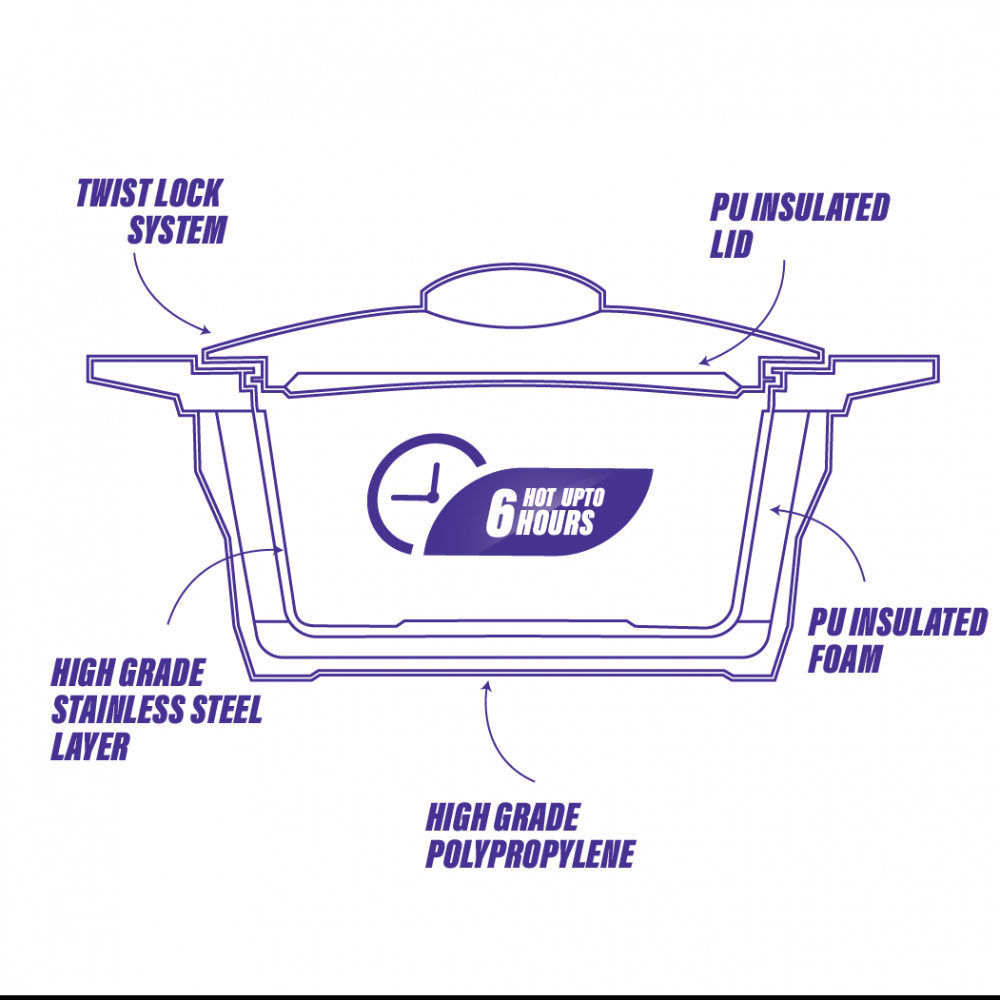 TWIST LOCK
SYSTEM
PU INSULATED
LID
6 HOT UPTO
HOURS
PU INSULATED
FOAM
HIGH GRADE
STAINLESS STEEL
LAYER
HIGH GRADE
POLYPROPYLENE